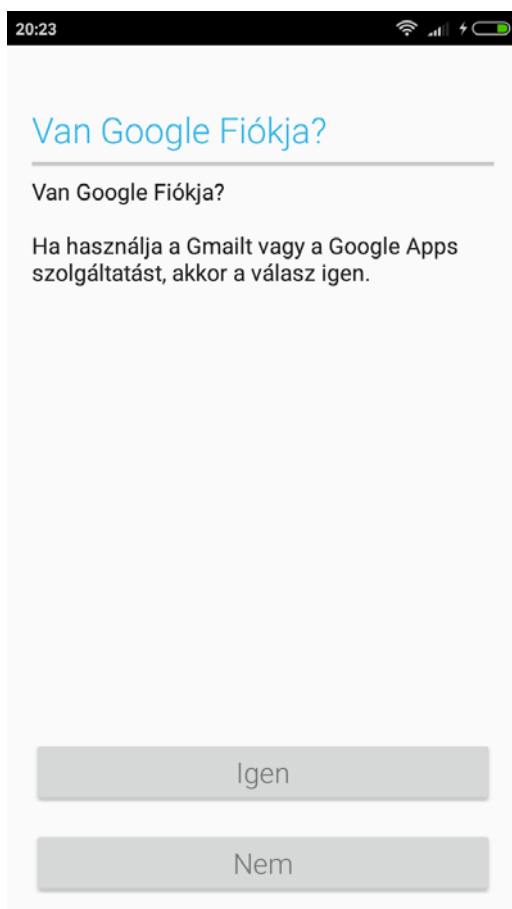 20:23
Van Google Fiókja?
Van Google Fiókja?
Ha használja a Gmailt vagy a Google Apps
szolgáltatást, akkor a válasz igen.
Igen
Nem